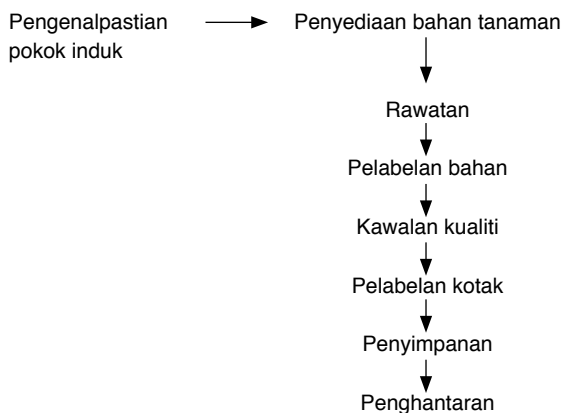 Pengenalpastian
pokok induk
Penyediaan bahan tanaman
Rawatan
Pelabelan bahan
Kawalan kualiti
Pelabelan kotak
Penyimpanan
Penghantaran